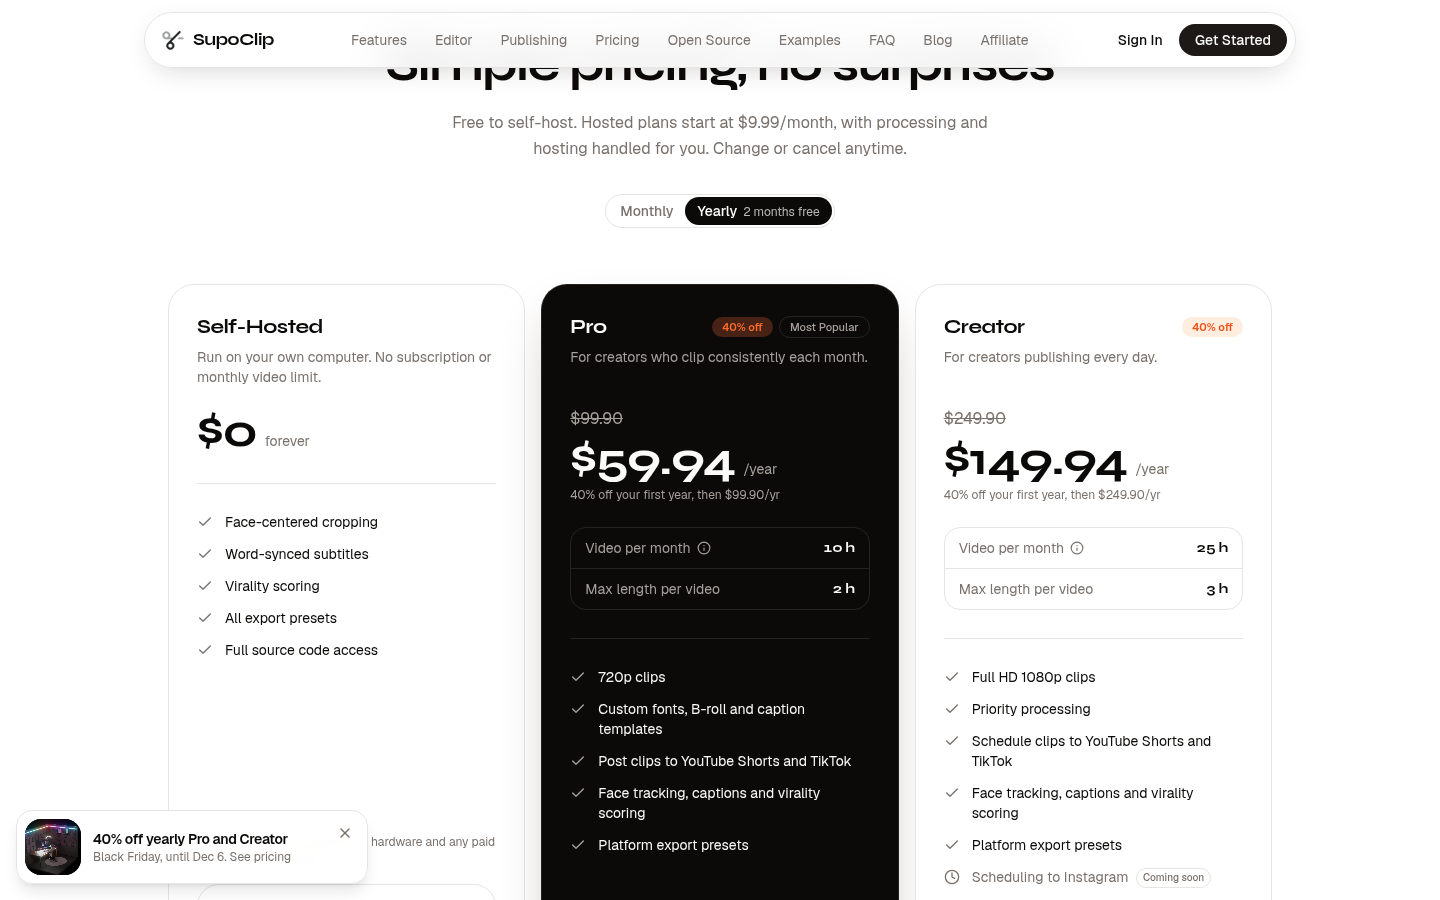 SupoClip
Features
Editor
Publishing
Pricing
Open Source
Examples
FAQ
Blog
Affiliate
Sign In
Get Started
Simple pricing, no surprises
Free to self-host. Hosted plans start at $9.99/month, with processing and
hosting handled for you. Change or cancel anytime.
Monthly
Yearly 2 months free
Self-Hosted
Run on your own computer. No subscription or
monthly video limit.
$0 forever
Face-centered cropping
Word-synced subtitles
Virality scoring
All export presets
Full source code access
hardware and any paid
Pro
40% off
Most Popular
For creators who clip consistently each month.
$99.90
$59.94 /year
40% off your first year, then $99.90/yr
Video per month 10 h
Max length per video 2 h
720p clips
Custom fonts, B-roll and caption
templates
Post clips to YouTube Shorts and TikTok
Face tracking, captions and virality
scoring
Platform export presets
Creator
40% off
For creators publishing every day.
$249.90
$149.94 /year
40% off your first year, then $249.90/yr
Video per month 25 h
Max length per video 3 h
Full HD 1080p clips
Priority processing
Schedule clips to YouTube Shorts and
TikTok
Face tracking, captions and virality
scoring
Platform export presets
Scheduling to Instagram Coming soon
40% off yearly Pro and Creator
Black Friday, until Dec 6. See pricing